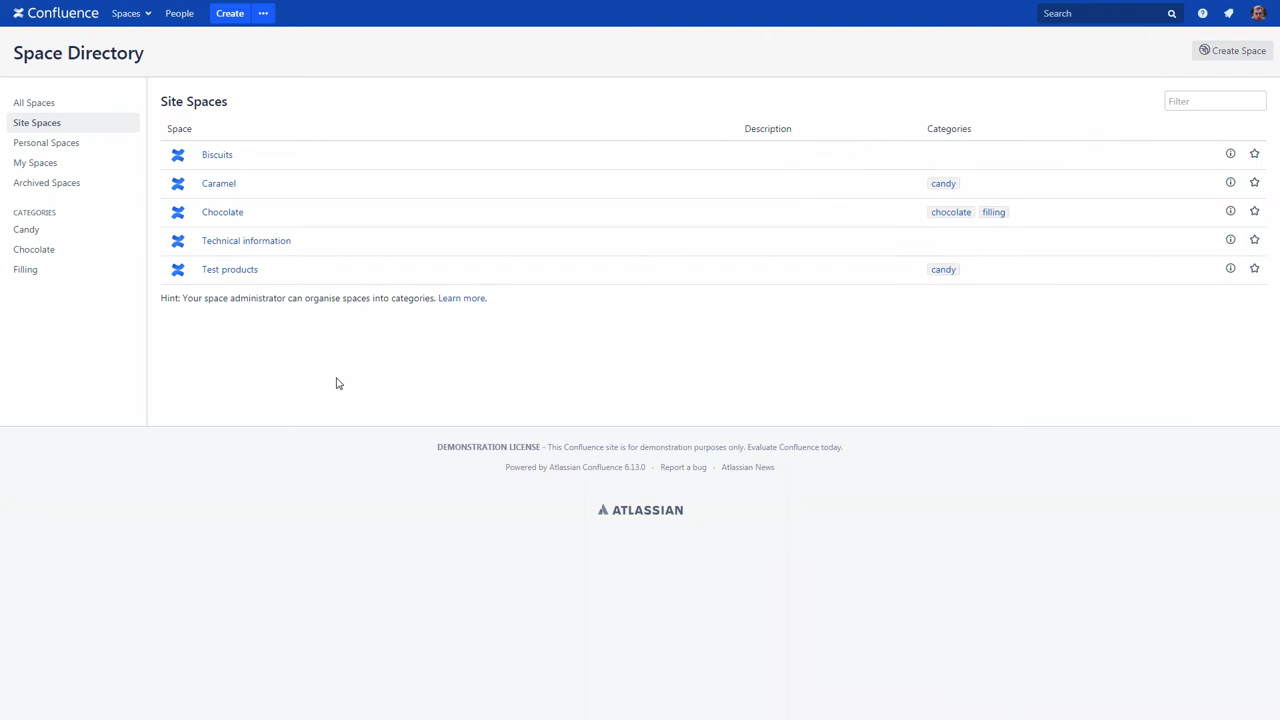 Confluence Spaces People Create ··· Search
Space Directory
Create Space
All Spaces
Site Spaces
Personal Spaces
My Spaces
Archived Spaces
CATEGORIES
Candy
Chocolate
Filling
Site Spaces
Filter
Space Description Categories
Biscuits
Caramel candy
Chocolate chocolate filling
Technical information
Test products candy
Hint: Your space administrator can organise spaces into categories. Learn more.
DEMONSTRATION LICENSE - This Confluence site is for demonstration purposes only. Evaluate Confluence today.
Powered by Atlassian Confluence 6.13.0 · Report a bug · Atlassian News
ATLASSIAN